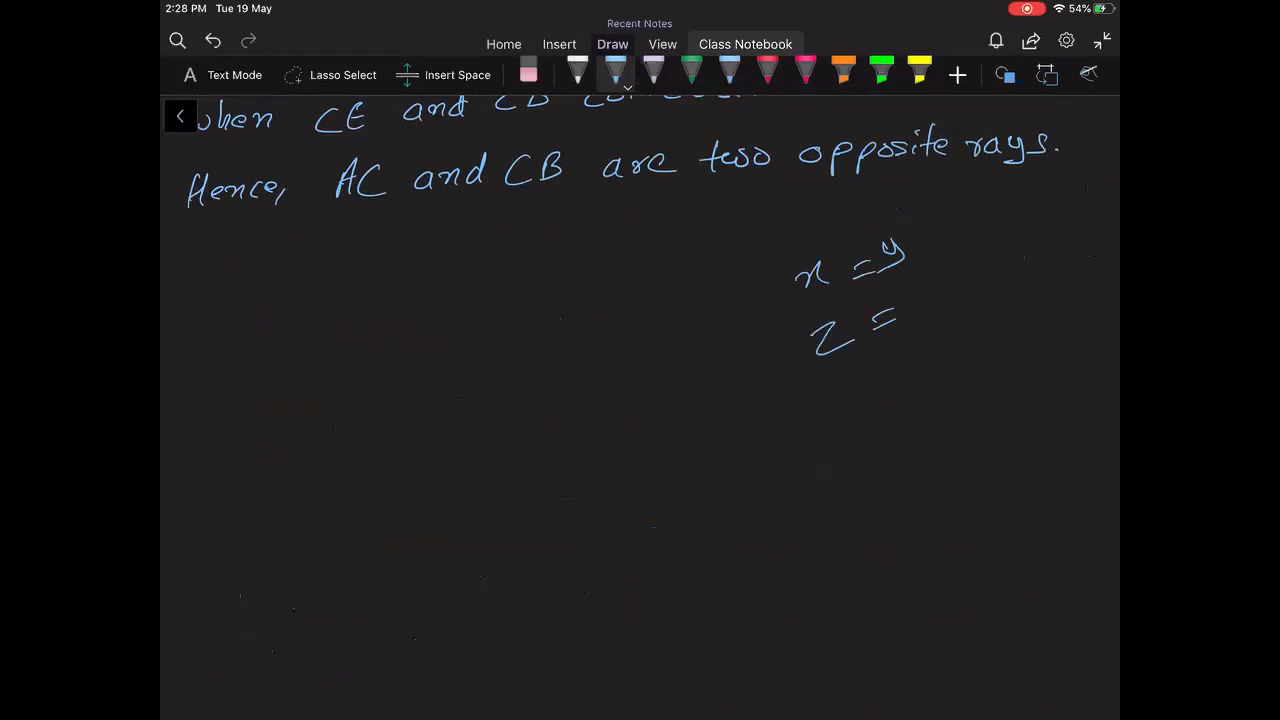 2:28 PM Tue 19 May
54%
Recent Notes
Home Insert Draw View Class Notebook
A Text Mode Lasso Select Insert Space
when CE and CB
Hence, AC and CB are two opposite rays.
x = y
z =